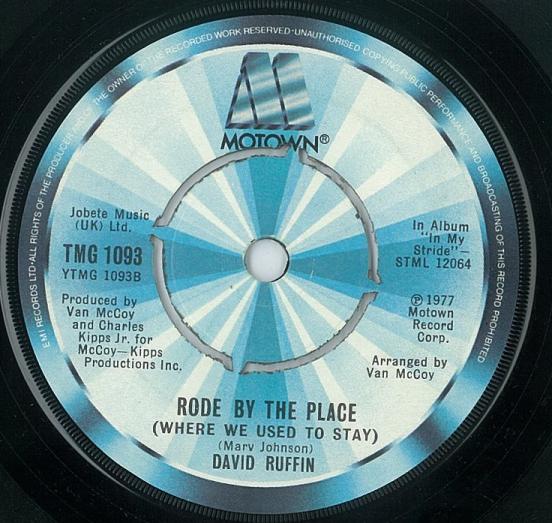 EMI RECORDS LTD·ALL RIGHTS OF THE PRODUCER AND OF THE OWNER OF THE RECORDED WORK RESERVED·UNAUTHORISED COPYING PUBLIC PERFORMANCE AND BROADCASTING OF THIS RECORD PROHIBITED
M
MOTOWN®
Jobete Music
(UK) Ltd.
TMG 1093
YTMG 1093B
Produced by
Van McCoy
and Charles
Kipps Jr. for
McCoy—Kipps
Productions Inc.
In Album
"In My
Stride"—
STML 12064
℗ 1977
Motown
Record
Corp.
Arranged by
Van McCoy
RODE BY THE PLACE
(WHERE WE USED TO STAY)
(Marv Johnson)
DAVID RUFFIN